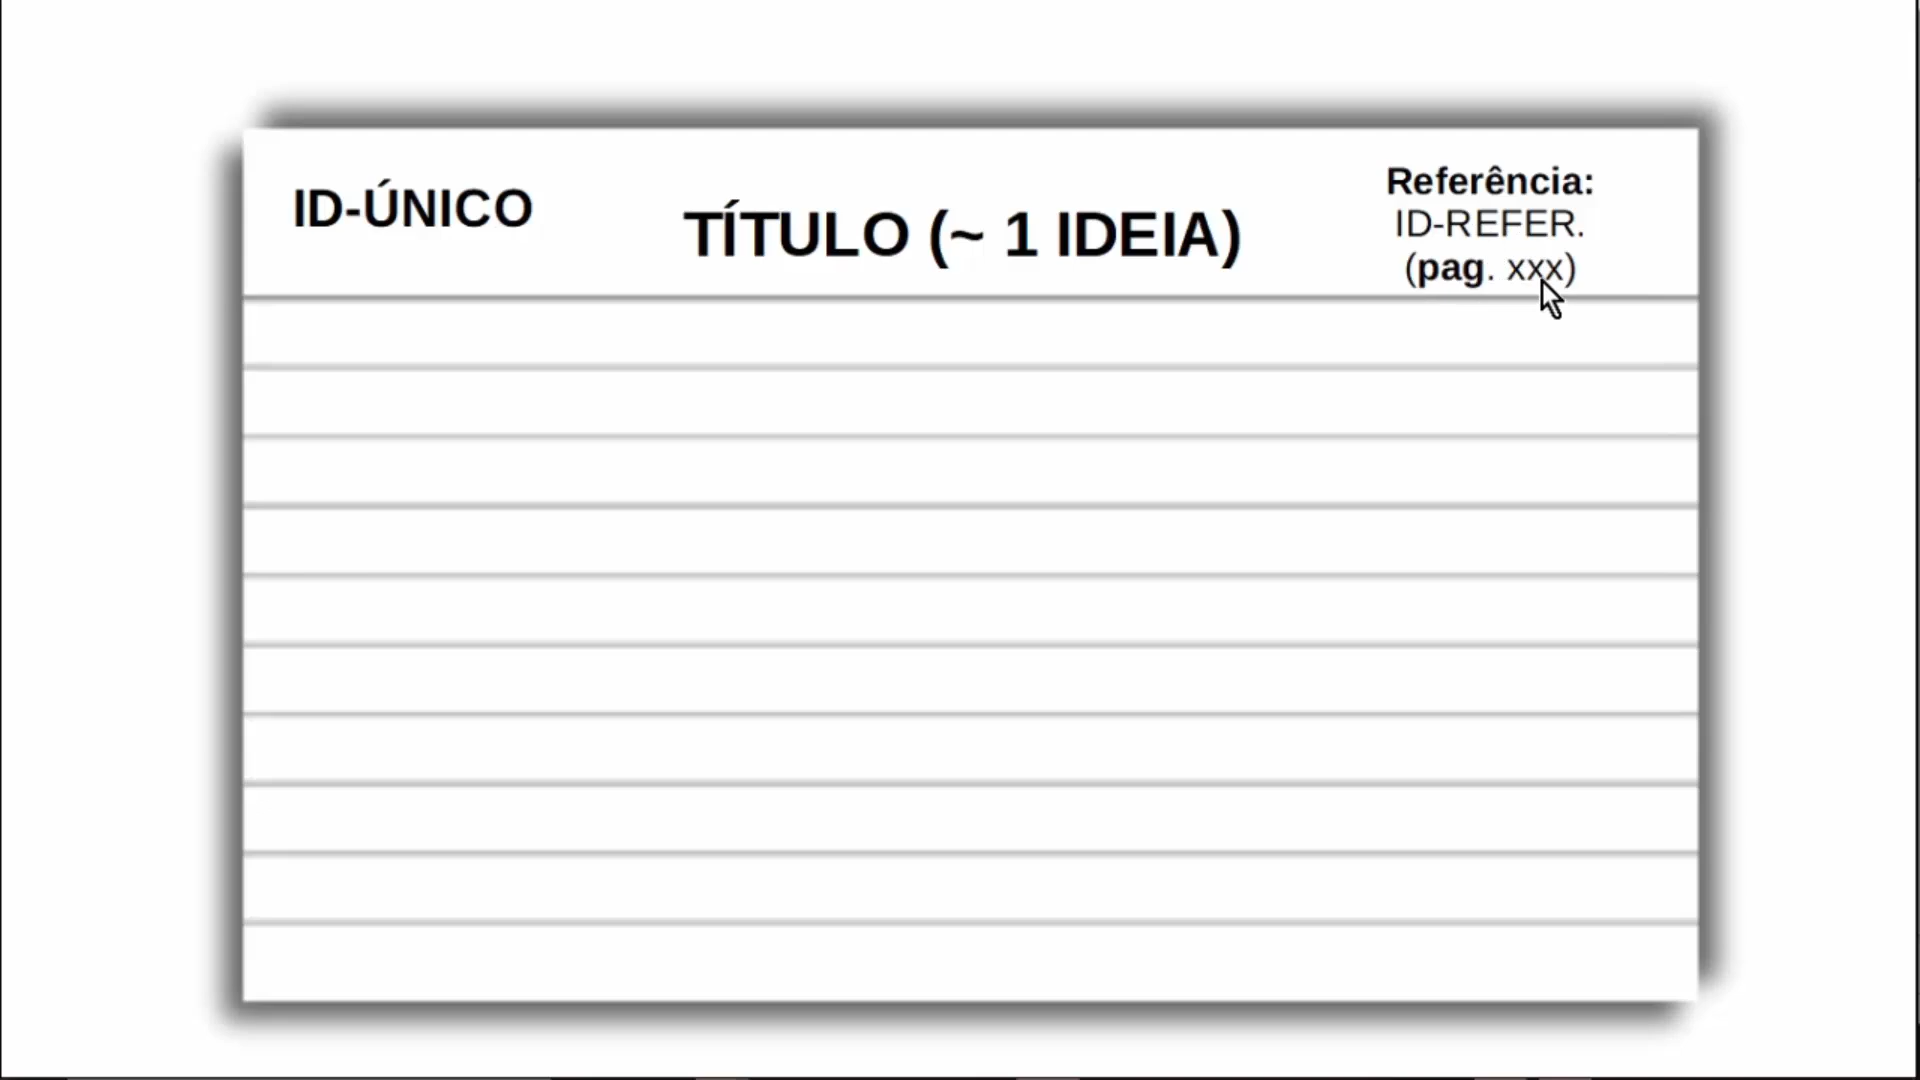 ID-ÚNICO
TÍTULO (~ 1 IDEIA)
Referência:
ID-REFER.
(pag. xxx)